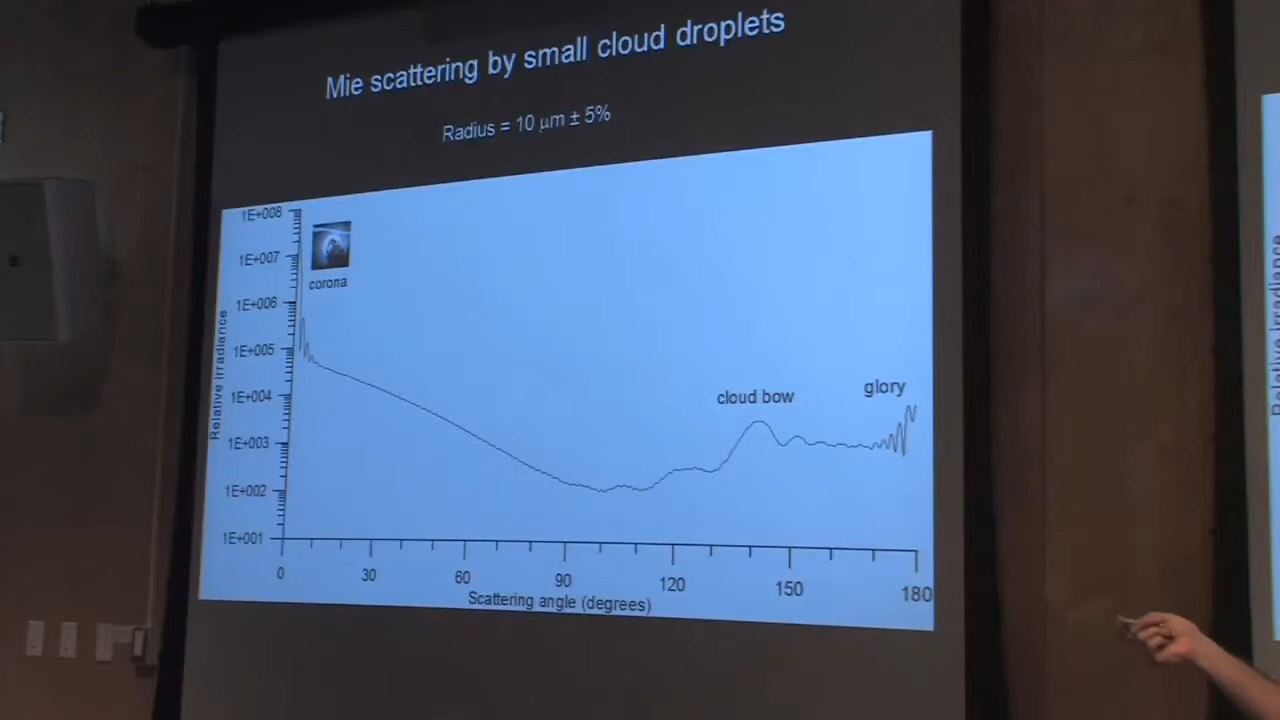 Mie scattering by small cloud droplets
Radius = 10 µm ± 5%
1E+008
1E+007
1E+006
1E+005
1E+004
1E+003
1E+002
1E+001
Relative irradiance
corona
cloud bow
glory
0 30 60 90 120 150 180
Scattering angle (degrees)
Relative irradiance